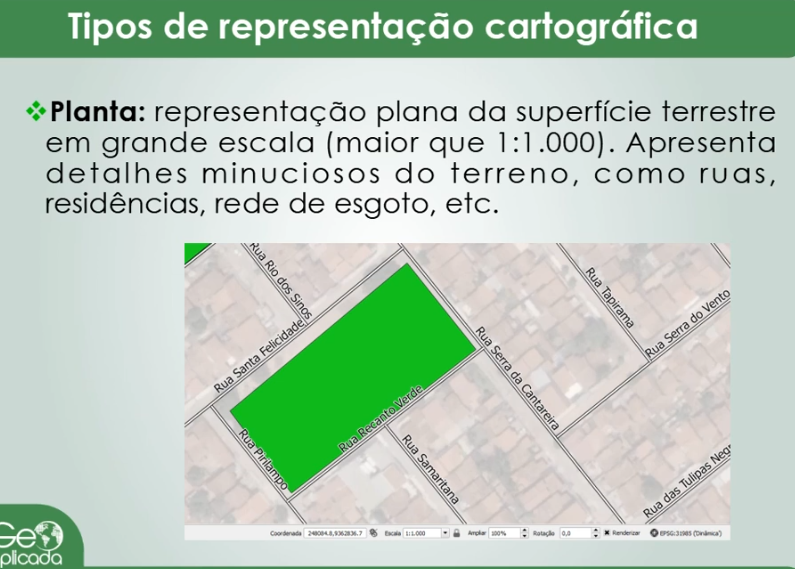 Tipos de representação cartográfica
Planta: representação plana da superfície terrestre
em grande escala (maior que 1:1.000). Apresenta
detalhes minuciosos do terreno, como ruas,
residências, rede de esgoto, etc.
Rua Rio dos Sinos
Rua Santa Felicidade
Rua Tapirama
Rua Serra do Vento
Rua Serra da Cantareira
Rua Recanto Verde
Rua Pirilampo
Rua Samaritana
Rua das Tulipas Neg
Coordenada 248084.8,9362836.7 Escala 1:1.000 Ampliar 100% Rotação 0,0 Renderizar EPSG:31985 (Dinâmica')
Geo
plicada